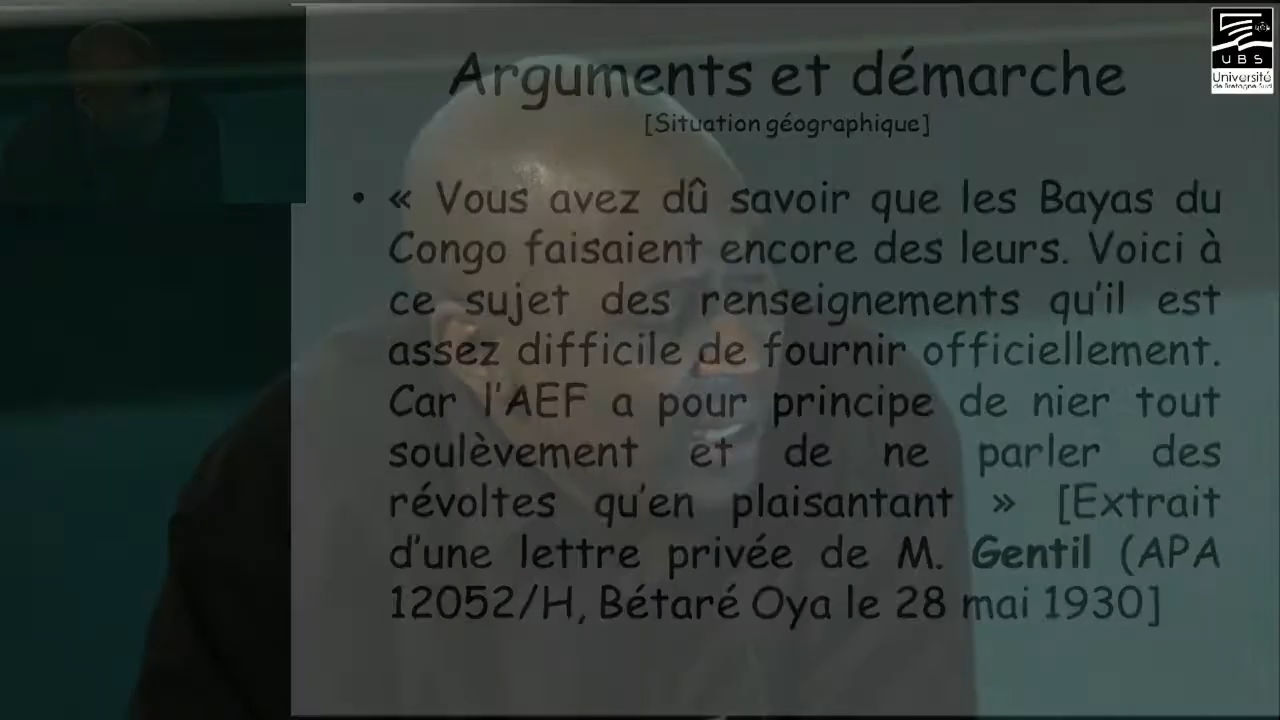 Arguments et démarche
[Situation géographique]
• « Vous avez dû savoir que les Bayas du
Congo faisaient encore des leurs. Voici à
ce sujet des renseignements qu'il est
assez difficile de fournir officiellement.
Car l'AEF a pour principe de nier tout
soulèvement et de ne parler des
révoltes qu'en plaisantant » [Extrait
d'une lettre privée de M. Gentil (APA
12052/H, Bétaré Oya le 28 mai 1930]
UBS
Université
de Bretagne-Sud